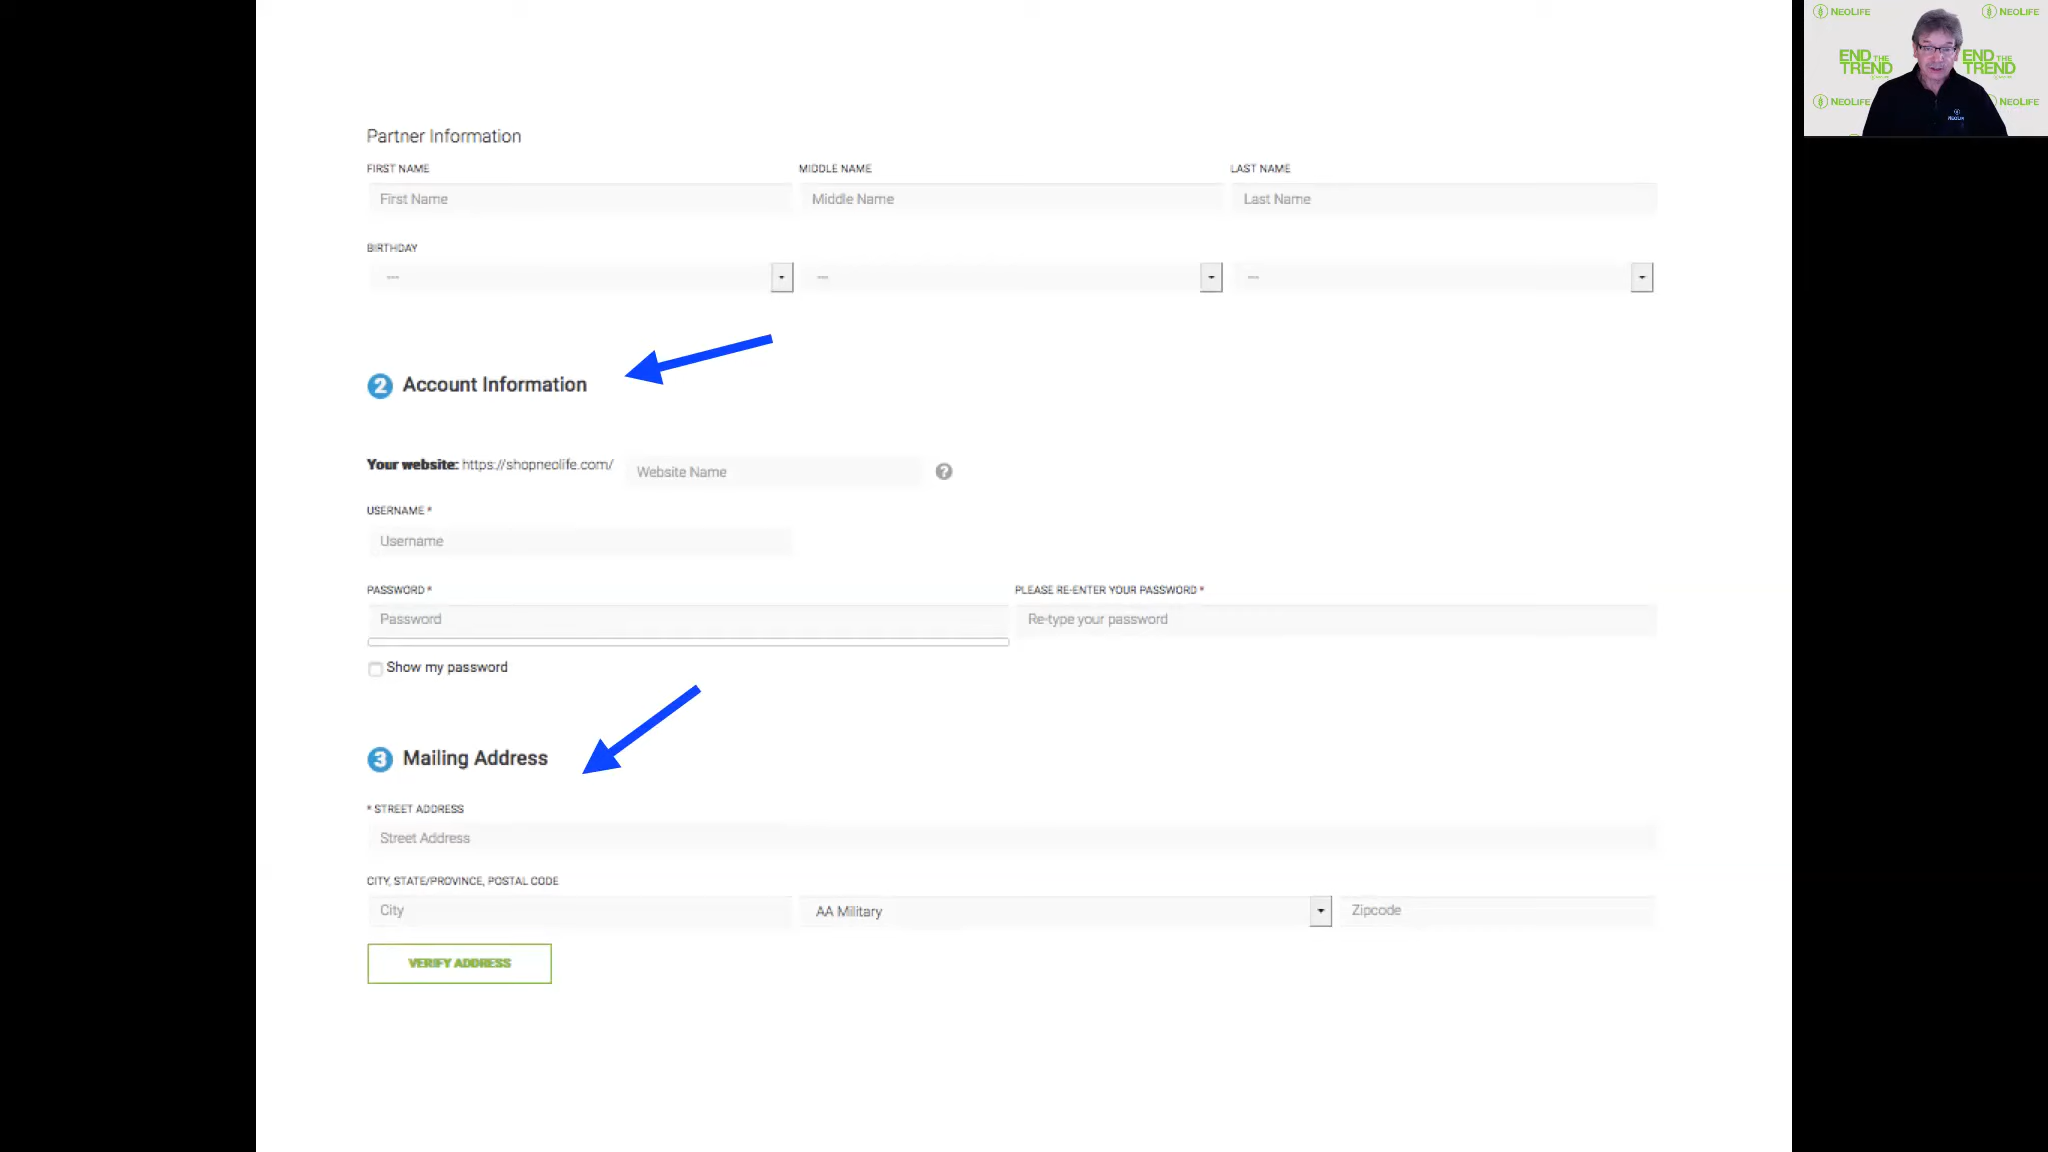 NEOLIFE
NEOLIFE
END THE TREND
END THE TREND
NEOLIFE
NEOLIFE
NEOLIFE
Partner Information
FIRST NAME MIDDLE NAME LAST NAME
First Name Middle Name Last Name
BIRTHDAY
--- --- ---
2 Account Information
Your website: https://shopneolife.com/ Website Name ?
USERNAME *
Username
PASSWORD * PLEASE RE-ENTER YOUR PASSWORD *
Password Re-type your password
Show my password
3 Mailing Address
* STREET ADDRESS
Street Address
CITY, STATE/PROVINCE, POSTAL CODE
City AA Military Zipcode
VERIFY ADDRESS